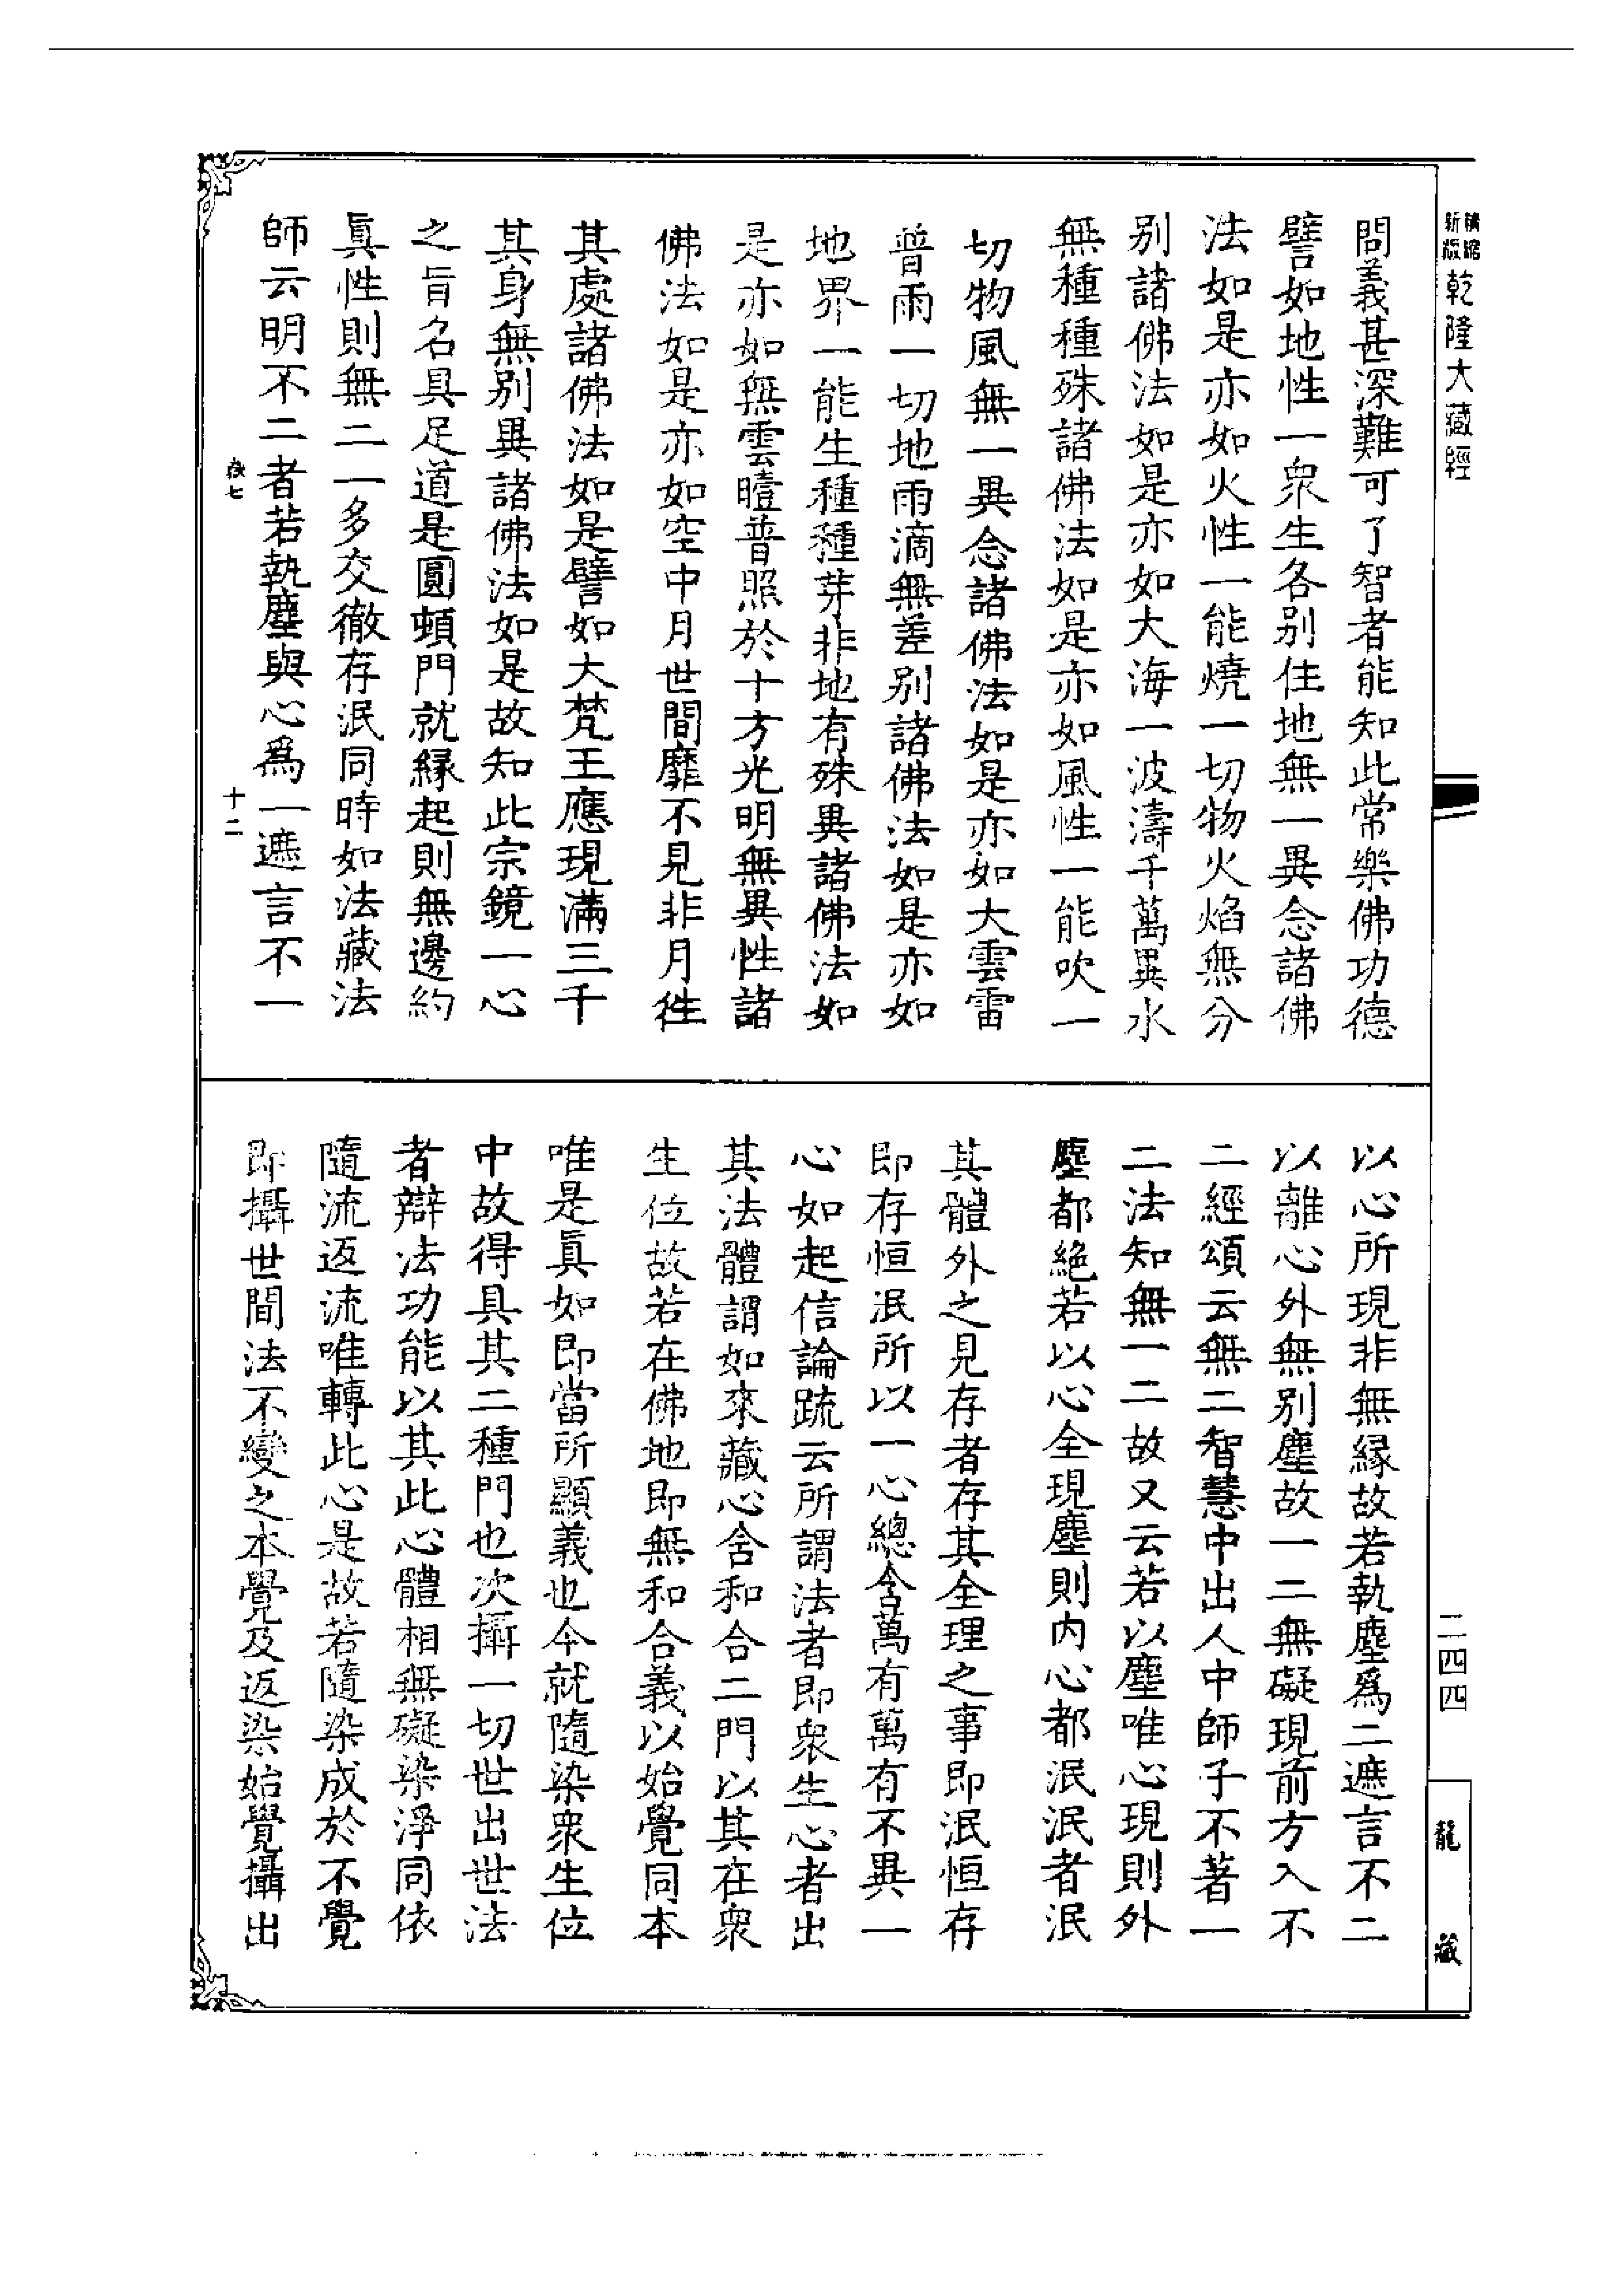 精縮新版乾隆大藏經
問義甚深難可了智者能知此常樂佛功德
譬如地性一衆生各別住地無一異念諸佛
法如是亦如火性一能燒一切物火焰無分
別諸佛法如是亦如大海一波濤千萬異水
無種種殊諸佛法如是亦如風性一能吹一
切物風無一異念諸佛法如是亦如大雲雷
普雨一切地雨滴無差別諸佛法如是亦如
地界一能生種種芽非地有殊異諸佛法如
是亦如無雲曀普照於十方光明無異性諸
佛法如是亦如空中月世間靡不見非月徃
其處諸佛法如是譬如大梵王應現滿三千
其身無別異諸佛法如是故知此宗鏡一心
之旨名具足道是圓頓門就緣起則無邊約
眞性則無二一多交徹存泯同時如法藏法
師云明不二者若執塵與心爲一遮言不一
卷七
十二
以心所現非無緣故若執塵爲二遮言不二
以離心外無別塵故一二無礙現前方入不
二經頌云無二智慧中出人中師子不著一
二法知無一二故又云若以塵唯心現則外
塵都絕若以心全現塵則内心都泯泯者泯
其體外之見存者存其全理之事即泯恒存
即存恒泯所以一心總含萬有萬有不異一
心如起信論疏云所謂法者即衆生心者出
其法體謂如來藏心含和合二門以其在衆
生位故若在佛地即無和合義以始覺同本
唯是眞如即當所顯義也今就隨染衆生位
中故得具其二種門也次攝一切世出世法
者辯法功能以其此心體相無礙染淨同依
隨流返流唯轉此心是故若隨染成於不覺
即攝世間法不變之本覺及返染始覺攝出
二四四
龍藏